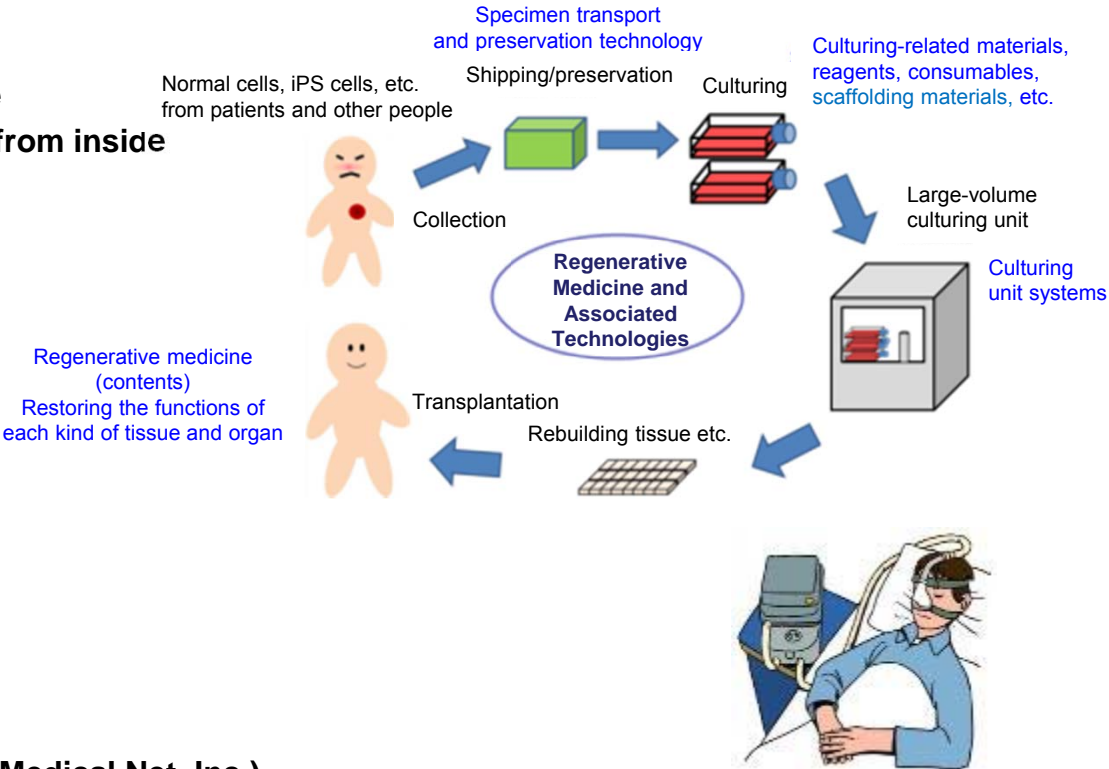 Specimen transport
and preservation technology
Culturing-related materials,
reagents, consumables,
scaffolding materials, etc.
Normal cells, iPS cells, etc.
from patients and other people
Shipping/preservation
Culturing
from inside
Collection
Large-volume
culturing unit
Regenerative
Medicine and
Associated
Technologies
Culturing
unit systems
Regenerative medicine
(contents)
Restoring the functions of
each kind of tissue and organ
Transplantation
Rebuilding tissue etc.
Medical Net, Inc.)